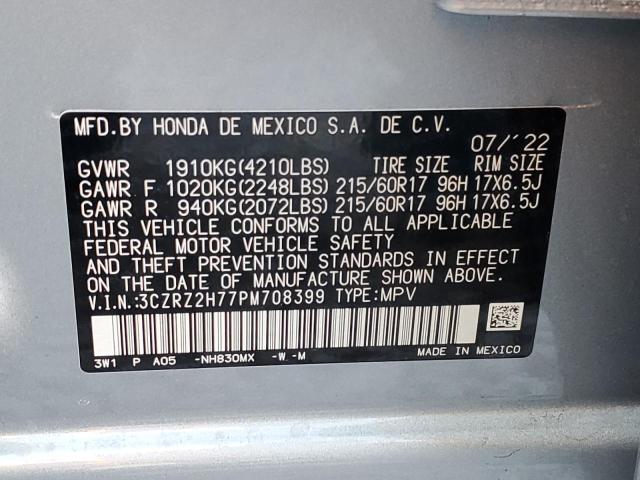 MFD.BY HONDA DE MEXICO S.A. DE C.V.
07/´22
GVWR 1910KG(4210LBS) TIRE SIZE RIM SIZE
GAWR F 1020KG(2248LBS) 215/60R17 96H 17X6.5J
GAWR R 940KG(2072LBS) 215/60R17 96H 17X6.5J
THIS VEHICLE CONFORMS TO ALL APPLICABLE
FEDERAL MOTOR VEHICLE SAFETY
AND THEFT PREVENTION STANDARDS IN EFFECT
ON THE DATE OF MANUFACTURE SHOWN ABOVE.
V.I.N.:3CZRZ2H77PM708399 TYPE:MPV
3W1 P A05 -NH830MX -W -M MADE IN MEXICO